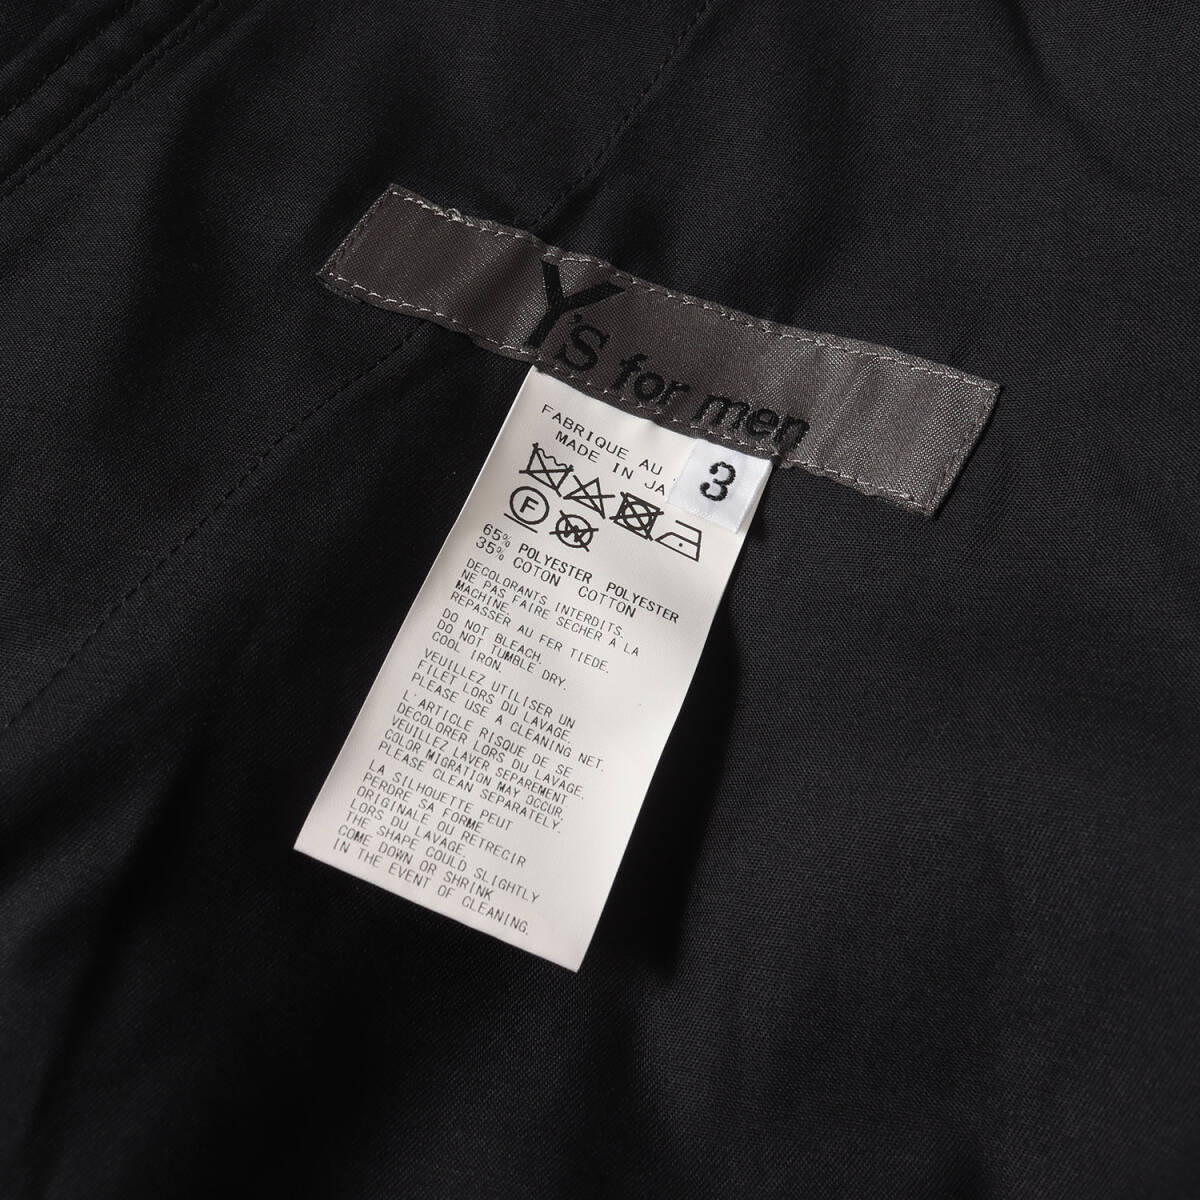 Y's for men
3
FABRIQUE AU
MADE IN JA
F
W
65% POLYESTER POLYESTER
35% COTON COTTON
DECOLORANTS INTERDITS.
NE PAS FAIRE SECHER A LA
MACHINE.
REPASSER AU FER TIEDE.
DO NOT BLEACH.
DO NOT TUMBLE DRY.
COOL IRON.
VEUILLEZ UTILISER UN
FILET LORS DU LAVAGE.
PLEASE USE A CLEANING NET.
L'ARTICLE RISQUE DE SE
DECOLORER LORS DU LAVAGE.
VEUILLEZ LAVER SEPAREMENT
COLOR MIGRATION MAY OCCUR.
PLEASE CLEAN SEPARATELY.
LA SILHOUETTE PEUT
PERDRE SA FORME
ORIGINALE OU RETRECIR
LORS DU LAVAGE.
THE SHAPE COULD SLIGHTLY
COME DOWN OR SHRINK
IN THE EVENT OF CLEANING.